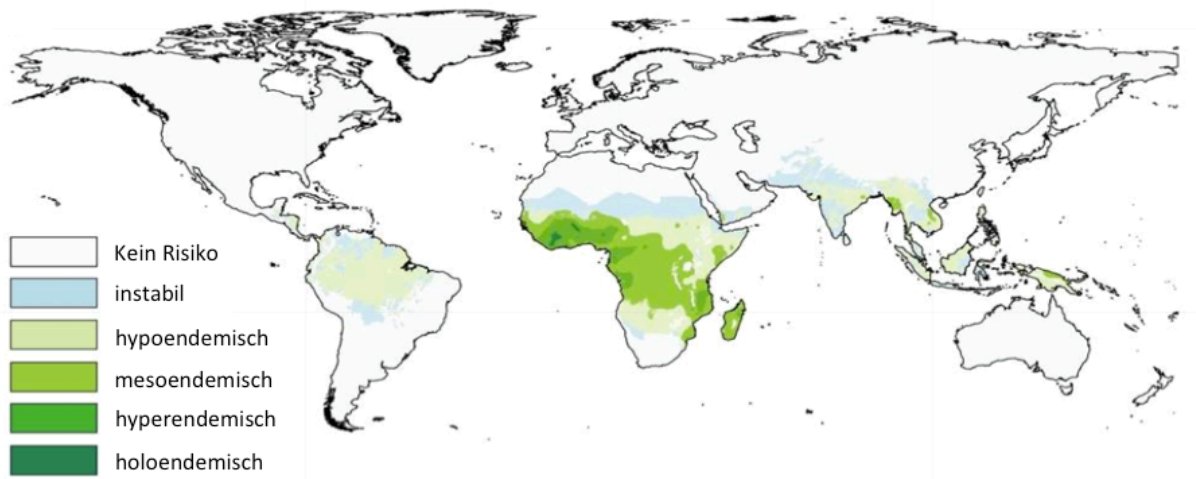 Kein Risiko
instabil
hypoendemisch
mesoendemisch
hyperendemisch
holoendemisch